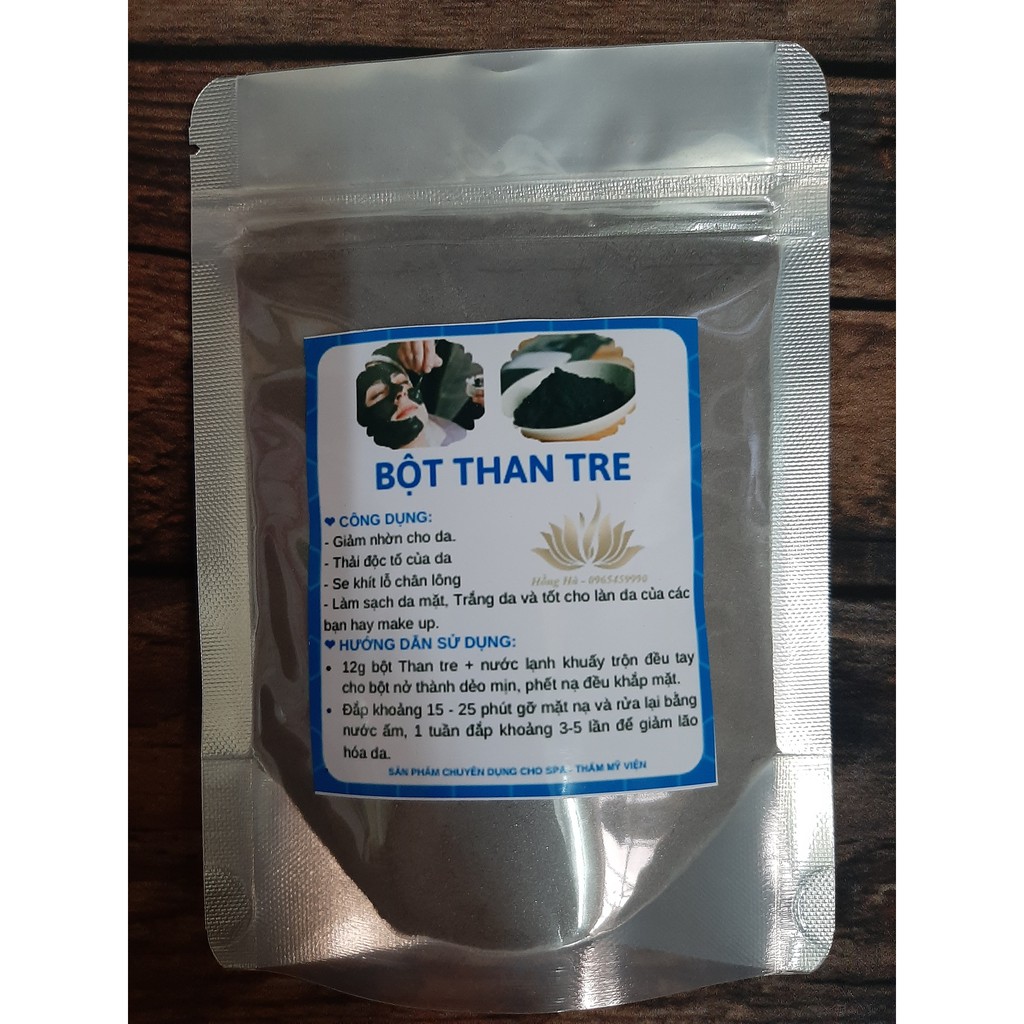 BỘT THAN TRE
❤ CÔNG DỤNG:
- Giảm nhờn cho da.
- Thải độc tố của da
- Se khít lỗ chân lông
Hồng Hà - 0965459990
- Làm sạch da mặt, Trắng da và tốt cho làn da của các
bạn hay make up.
❤ HƯỚNG DẪN SỬ DỤNG:
• 12g bột Than tre + nước lạnh khuấy trộn đều tay
cho bột nở thành dẻo mịn, phết nạ đều khắp mặt.
• Đắp khoảng 15 - 25 phút gỡ mặt nạ và rửa lại bằng
nước ấm, 1 tuần đắp khoảng 3-5 lần để giảm lão
hóa da.
SẢN PHẨM CHUYÊN DỤNG CHO SPA - THẨM MỸ VIỆN